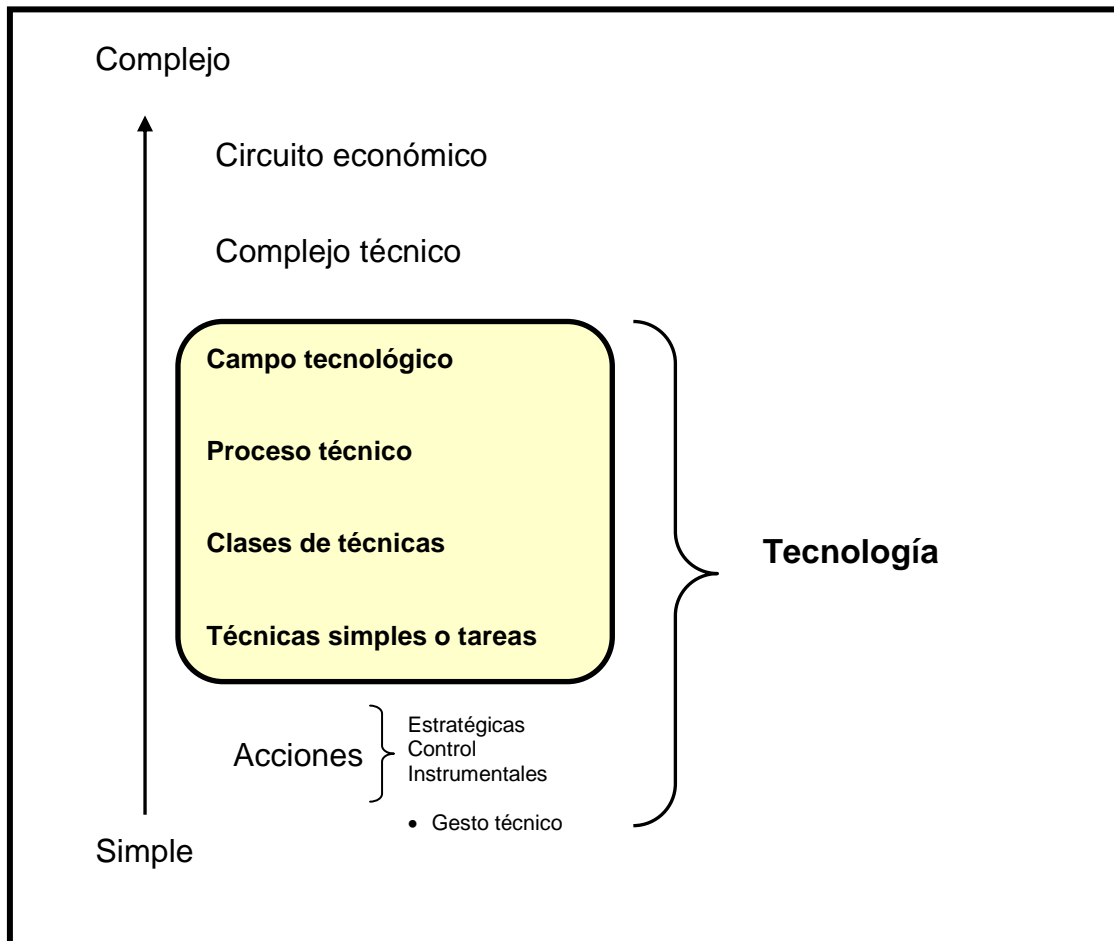 Complejo
Circuito económico
Complejo técnico
Campo tecnológico
Proceso técnico
Clases de técnicas
Técnicas simples o tareas
Tecnología
Acciones
Estratégicas
Control
Instrumentales
• Gesto técnico
Simple